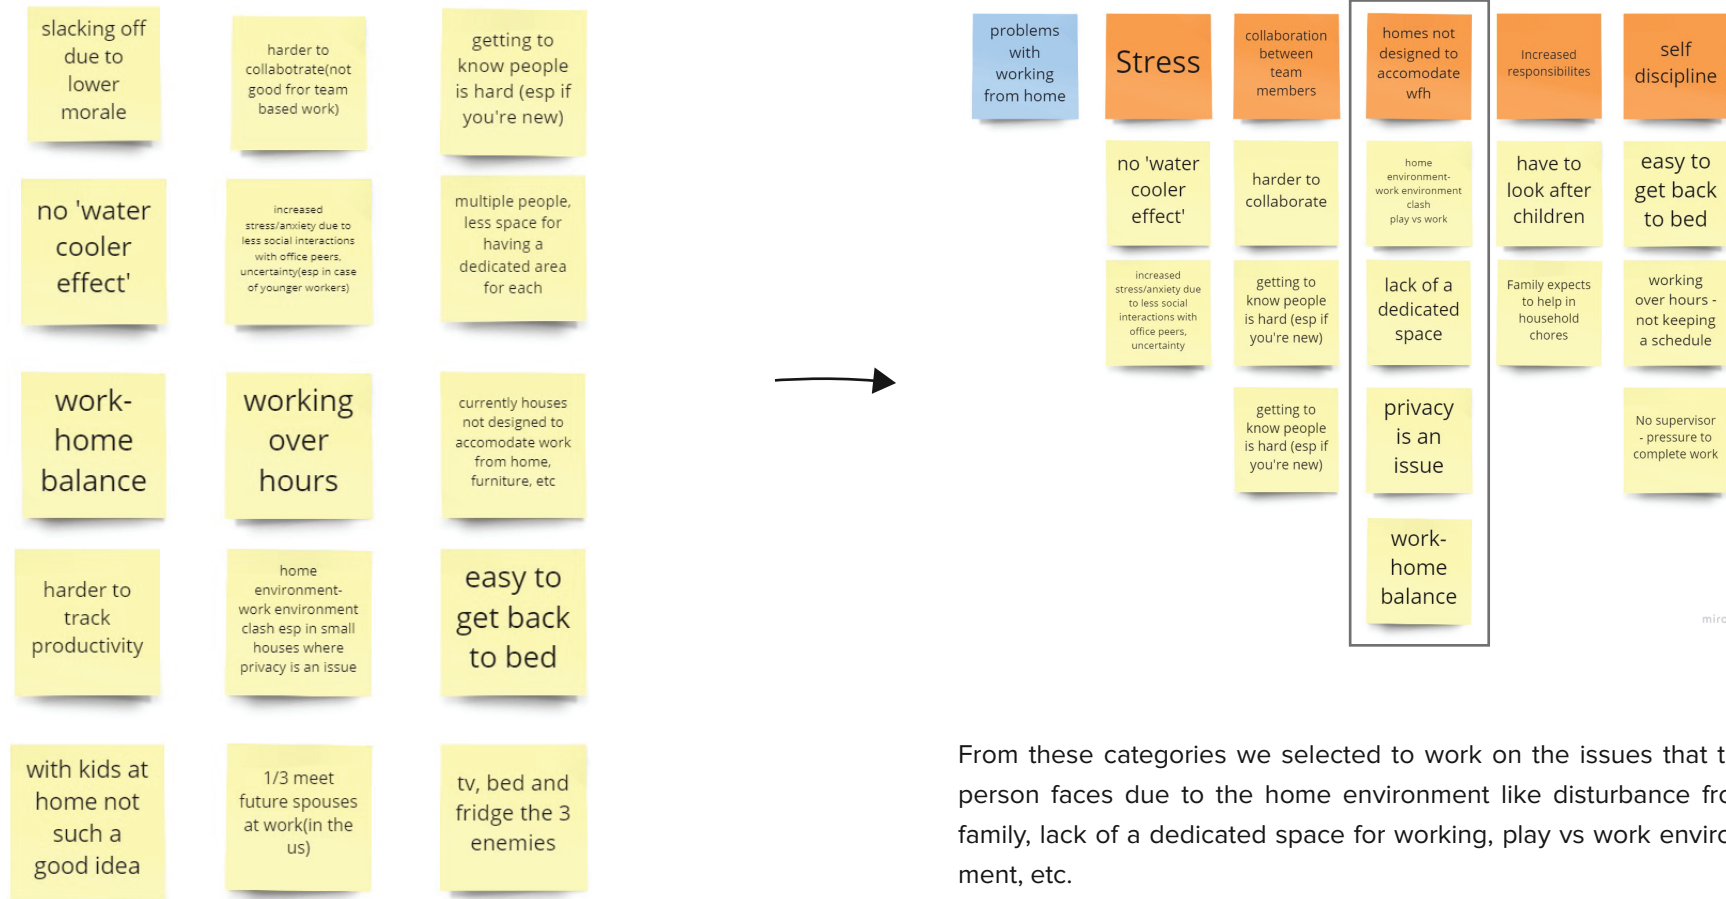 slacking off
due to
lower
morale
harder to
collabotrate(not
good fror team
based work)
getting to
know people
is hard (esp if
you're new)
no 'water
cooler
effect'
increased
stress/anxiety due to
less social interactions
with office peers,
uncertainty(esp in case
of younger workers)
multiple people,
less space for
having a
dedicated area
for each
work-
home
balance
working
over
hours
currently houses
not designed to
accomodate work
from home,
furniture, etc
harder to
track
productivity
home
environment-
work environment
clash esp in small
houses where
privacy is an issue
easy to
get back
to bed
with kids at
home not
such a
good idea
1/3 meet
future spouses
at work(in the
us)
tv, bed and
fridge the 3
enemies
problems
with
working
from home
Stress
collaboration
between
team
members
homes not
designed to
accomodate
wfh
Increased
responsibilites
self
discipline
no 'water
cooler
effect'
harder to
collaborate
home
environment-
work environment
clash
play vs work
have to
look after
children
easy to
get back
to bed
increased
stress/anxiety due
to less social
interactions with
office peers,
uncertainty
getting to
know people
is hard (esp if
you're new)
lack of a
dedicated
space
Family expects
to help in
household
chores
working
over hours -
not keeping
a schedule
getting to
know people
is hard (esp if
you're new)
privacy
is an
issue
No supervisor
- pressure to
complete work
work-
home
balance
miro
From these categories we selected to work on the issues that t
person faces due to the home environment like disturbance fro
family, lack of a dedicated space for working, play vs work enviro
ment, etc.